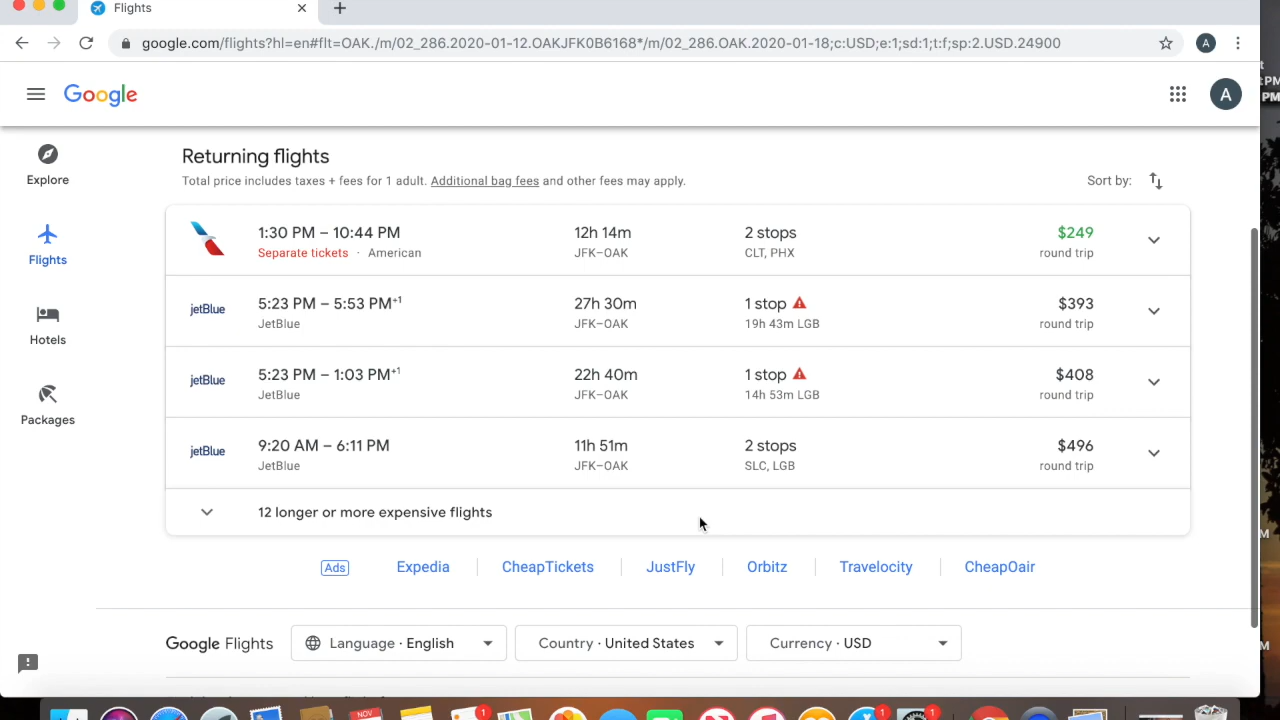 Flights
google.com/flights?hl=en#flt=OAK./m/02_286.2020-01-12.OAKJFK0B6168*/m/02_286.OAK.2020-01-18;c:USD;e:1;sd:1;t:f;sp:2.USD.24900
A
Google
A
Explore
Flights
Hotels
Packages
Returning flights
Total price includes taxes + fees for 1 adult. Additional bag fees and other fees may apply.
Sort by:
1:30 PM – 10:44 PM 12h 14m 2 stops $249
Separate tickets · American JFK–OAK CLT, PHX round trip
jetBlue 5:23 PM – 5:53 PM+1 27h 30m 1 stop $393
JetBlue JFK–OAK 19h 43m LGB round trip
jetBlue 5:23 PM – 1:03 PM+1 22h 40m 1 stop $408
JetBlue JFK–OAK 14h 53m LGB round trip
jetBlue 9:20 AM – 6:11 PM 11h 51m 2 stops $496
JetBlue JFK–OAK SLC, LGB round trip
12 longer or more expensive flights
Ads Expedia CheapTickets JustFly Orbitz Travelocity CheapOair
Google Flights Language · English Country · United States Currency · USD
NOV 1 1 1